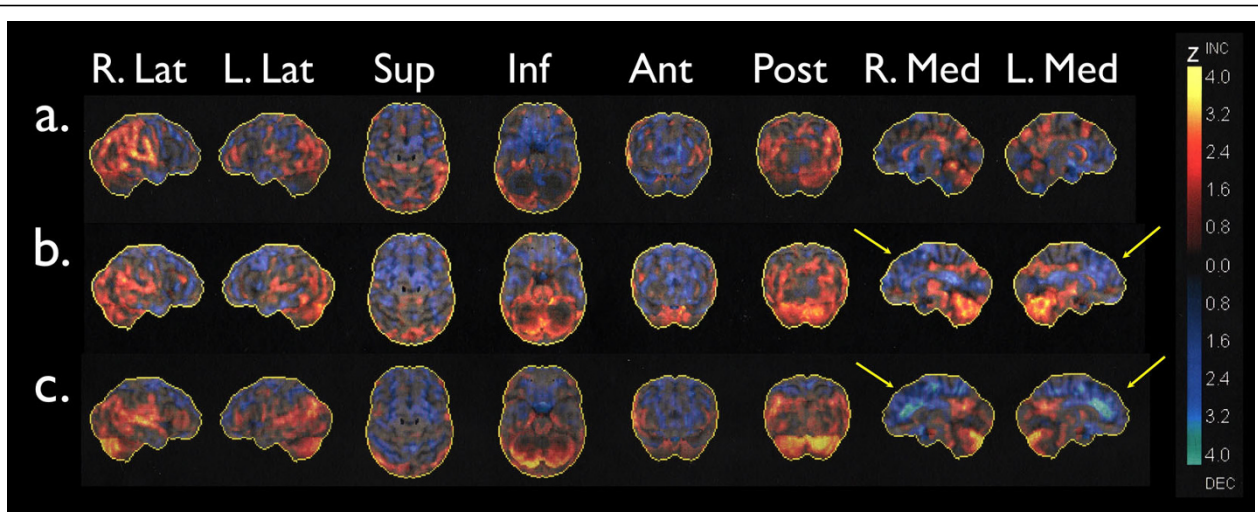 R. Lat L. Lat Sup Inf Ant Post R. Med L. Med
a.
b.
c.
Z INC
4.0
3.2
2.4
1.6
0.8
0.0
0.8
1.6
2.4
3.2
4.0
DEC